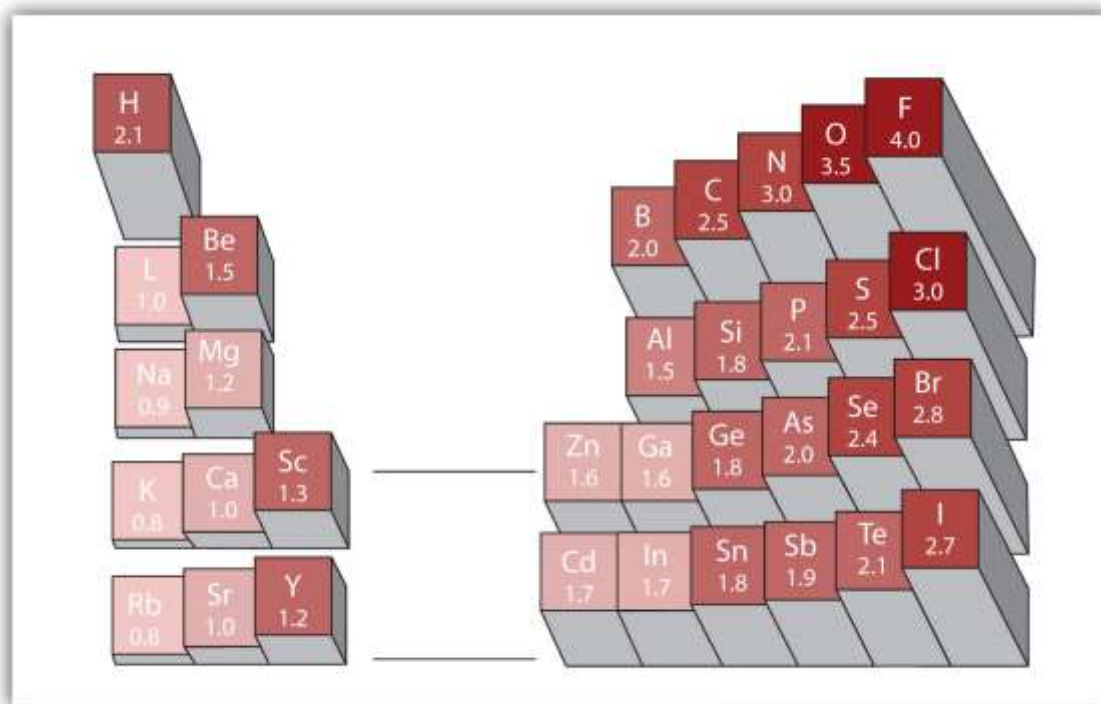 H
2.1
F
4.0
O
3.5
N
3.0
C
2.5
B
2.0
L
1.0
Be
1.5
Cl
3.0
S
2.5
P
2.1
Si
1.8
Al
1.5
Na
0.9
Mg
1.2
Br
2.8
Se
2.4
As
2.0
Ge
1.8
Ga
1.6
Zn
1.6
K
0.8
Ca
1.0
Sc
1.3
I
2.7
Te
2.1
Sb
1.9
Sn
1.8
In
1.7
Cd
1.7
Rb
0.8
Sr
1.0
Y
1.2